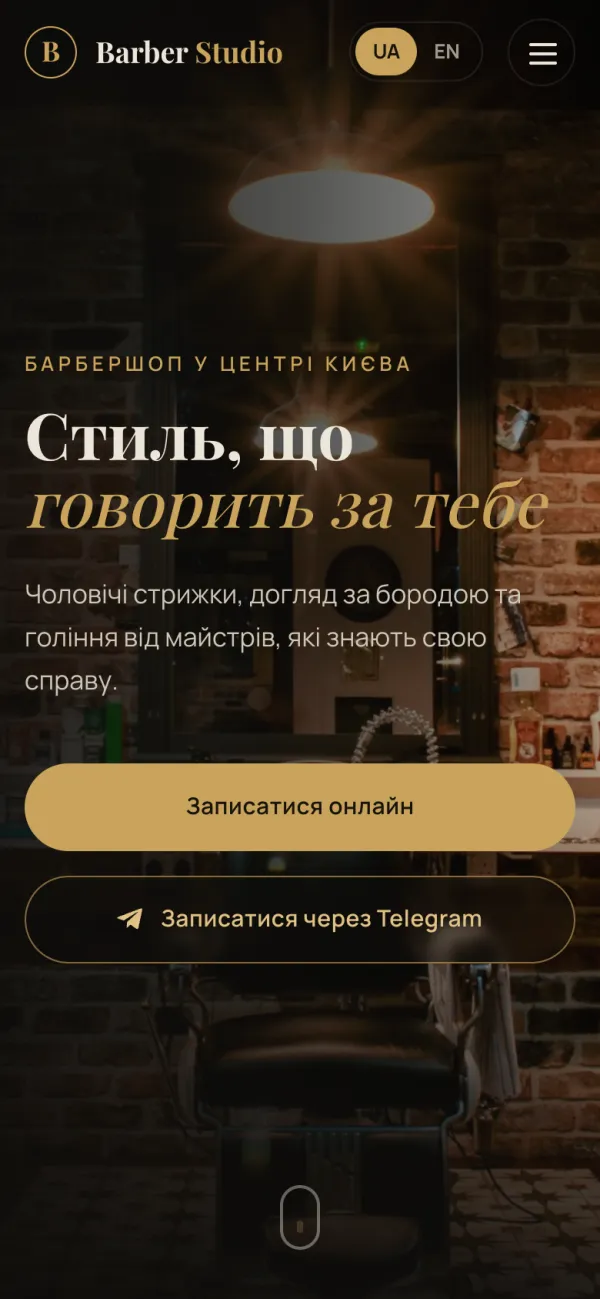 B Barber Studio UA EN
БАРБЕРШОП У ЦЕНТРІ КИЄВА
Стиль, що
говорить за тебе
Чоловічі стрижки, догляд за бородою та
гоління від майстрів, які знають свою
справу.
Записатися онлайн
Записатися через Telegram